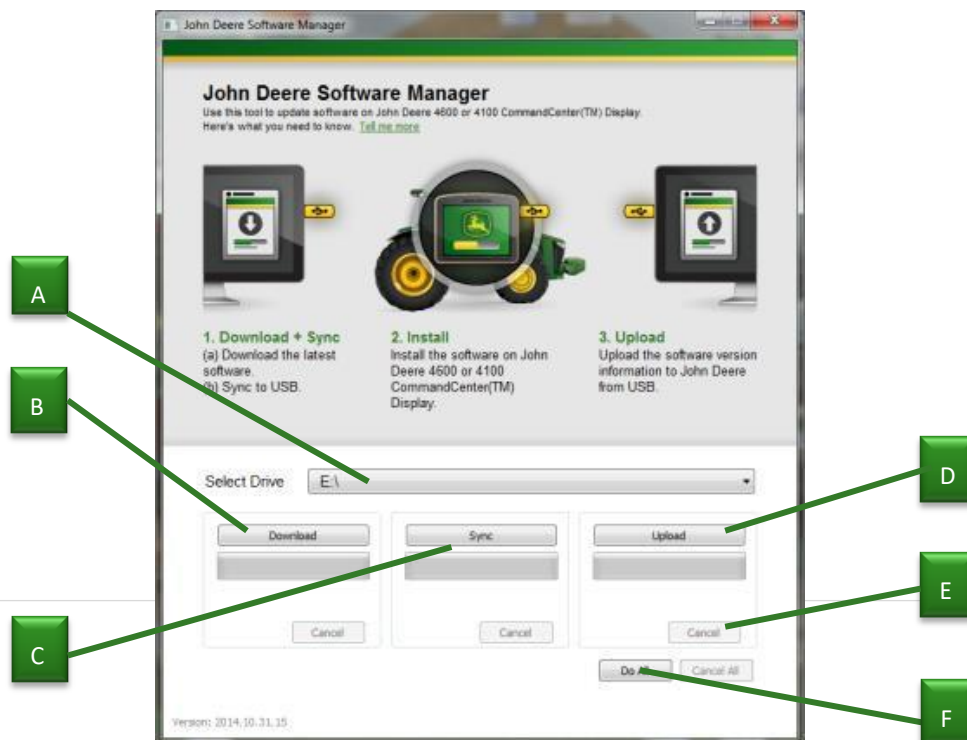 John Deere Software Manager
John Deere Software Manager
Use this tool to update software on John Deere 4600 or 4100 CommandCenter(TM) Display.
Here's what you need to know. Tell me more
1. Download + Sync
(a) Download the latest
software.
(b) Sync to USB.
2. Install
Install the software on John
Deere 4600 or 4100
CommandCenter(TM)
Display.
3. Upload
Upload the software version
information to John Deere
from USB.
A
B
Select Drive E:\
D
Download Sync Upload
E
Cancel Cancel Cancel
C
Do All Cancel All
F
Version: 2014.10.31.15